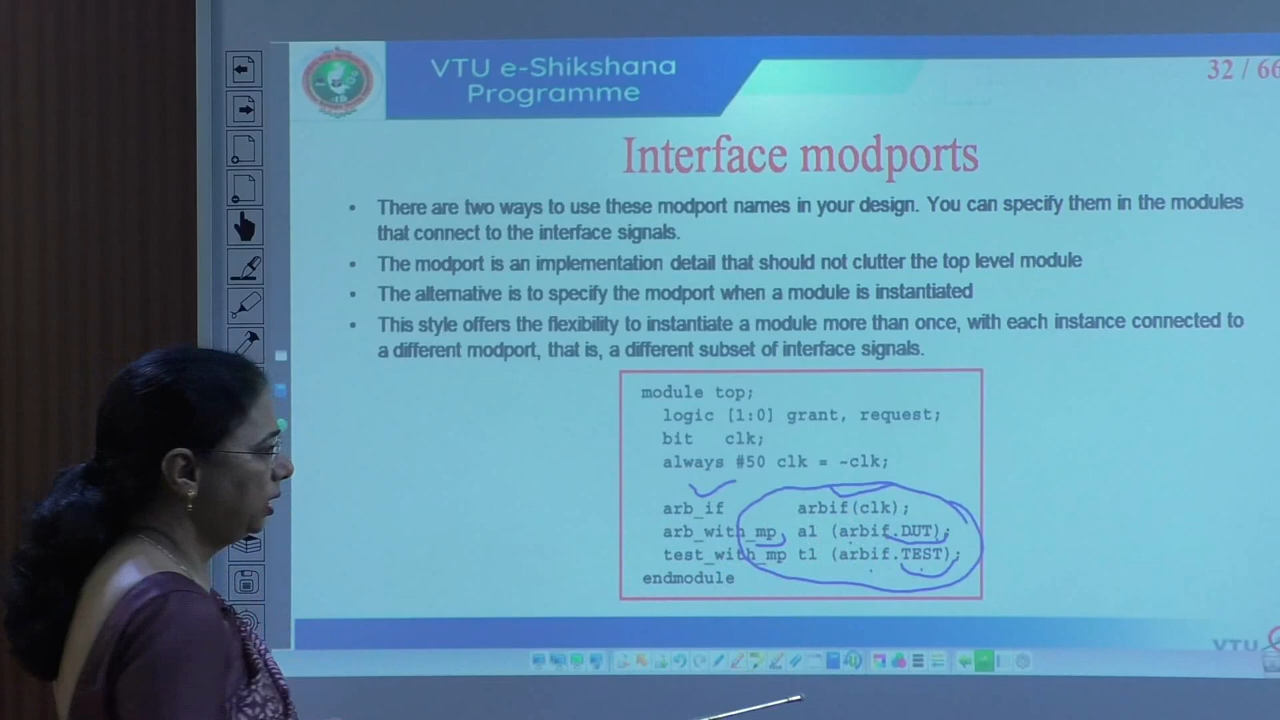 VTU e-Shikshana
Programme
32 / 66
Interface modports
• There are two ways to use these modport names in your design. You can specify them in the modules
that connect to the interface signals.
• The modport is an implementation detail that should not clutter the top level module
• The alternative is to specify the modport when a module is instantiated
• This style offers the flexibility to instantiate a module more than once, with each instance connected to
a different modport, that is, a different subset of interface signals.
module top;
logic [1:0] grant, request;
bit clk;
always #50 clk = ~clk;
arb_if arbif(clk);
arb_with_mp a1 (arbif.DUT);
test_with_mp t1 (arbif.TEST);
endmodule
VTU